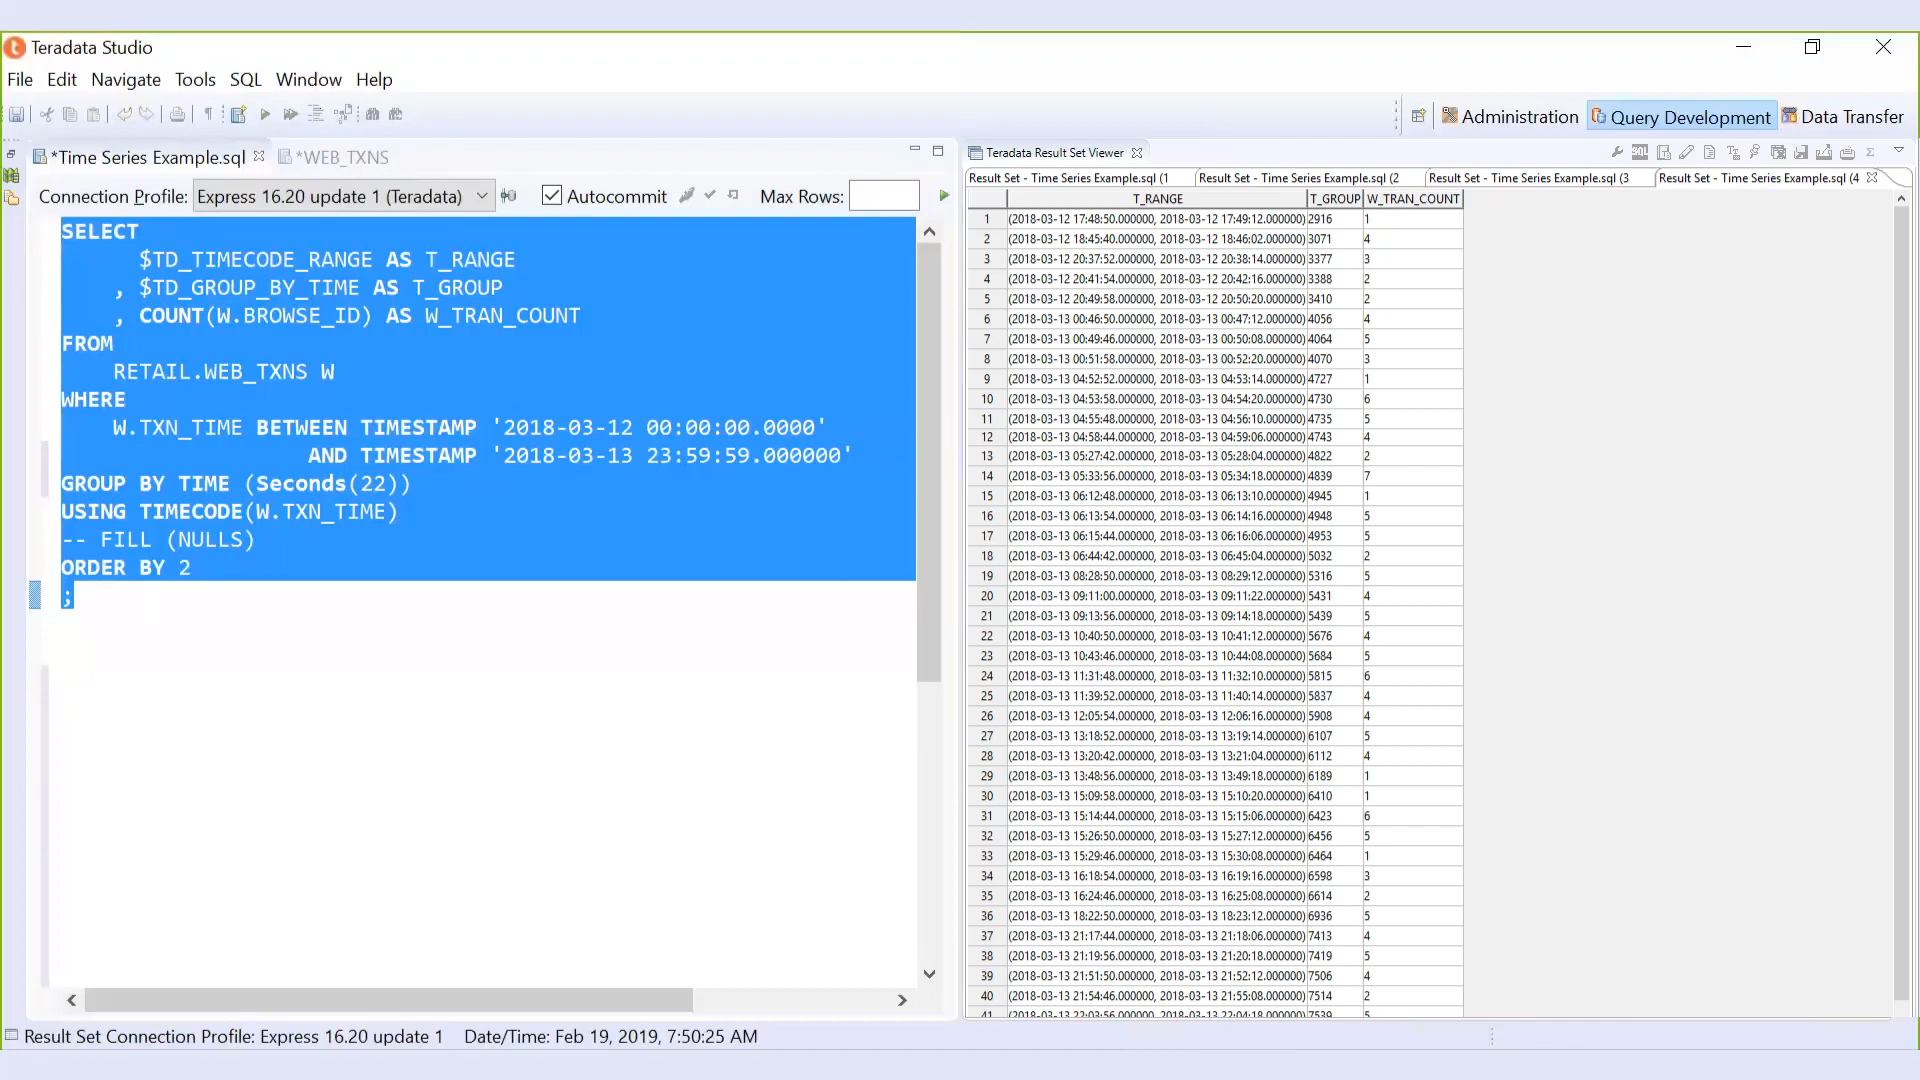 Teradata Studio
File Edit Navigate Tools SQL Window Help
Administration Query Development Data Transfer
*Time Series Example.sql *WEB_TXNS
Connection Profile: Express 16.20 update 1 (Teradata) Autocommit Max Rows:
SELECT
$TD_TIMECODE_RANGE AS T_RANGE
, $TD_GROUP_BY_TIME AS T_GROUP
, COUNT(W.BROWSE_ID) AS W_TRAN_COUNT
FROM
RETAIL.WEB_TXNS W
WHERE
W.TXN_TIME BETWEEN TIMESTAMP '2018-03-12 00:00:00.0000'
AND TIMESTAMP '2018-03-13 23:59:59.000000'
GROUP BY TIME (Seconds(22))
USING TIMECODE(W.TXN_TIME)
-- FILL (NULLS)
ORDER BY 2
;
Teradata Result Set Viewer
Result Set - Time Series Example.sql (1 Result Set - Time Series Example.sql (2 Result Set - Time Series Example.sql (3 Result Set - Time Series Example.sql (4
T_RANGE T_GROUP W_TRAN_COUNT
1 (2018-03-12 17:48:50.000000, 2018-03-12 17:49:12.000000) 2916 1
2 (2018-03-12 18:45:40.000000, 2018-03-12 18:46:02.000000) 3071 4
3 (2018-03-12 20:37:52.000000, 2018-03-12 20:38:14.000000) 3377 3
4 (2018-03-12 20:41:54.000000, 2018-03-12 20:42:16.000000) 3388 2
5 (2018-03-12 20:49:58.000000, 2018-03-12 20:50:20.000000) 3410 2
6 (2018-03-13 00:46:50.000000, 2018-03-13 00:47:12.000000) 4056 4
7 (2018-03-13 00:49:46.000000, 2018-03-13 00:50:08.000000) 4064 5
8 (2018-03-13 00:51:58.000000, 2018-03-13 00:52:20.000000) 4070 3
9 (2018-03-13 04:52:52.000000, 2018-03-13 04:53:14.000000) 4727 1
10 (2018-03-13 04:53:58.000000, 2018-03-13 04:54:20.000000) 4730 6
11 (2018-03-13 04:55:48.000000, 2018-03-13 04:56:10.000000) 4735 5
12 (2018-03-13 04:58:44.000000, 2018-03-13 04:59:06.000000) 4743 4
13 (2018-03-13 05:27:42.000000, 2018-03-13 05:28:04.000000) 4822 2
14 (2018-03-13 05:33:56.000000, 2018-03-13 05:34:18.000000) 4839 7
15 (2018-03-13 06:12:48.000000, 2018-03-13 06:13:10.000000) 4945 1
16 (2018-03-13 06:13:54.000000, 2018-03-13 06:14:16.000000) 4948 5
17 (2018-03-13 06:15:44.000000, 2018-03-13 06:16:06.000000) 4953 5
18 (2018-03-13 06:44:42.000000, 2018-03-13 06:45:04.000000) 5032 2
19 (2018-03-13 08:28:50.000000, 2018-03-13 08:29:12.000000) 5316 5
20 (2018-03-13 09:11:00.000000, 2018-03-13 09:11:22.000000) 5431 4
21 (2018-03-13 09:13:56.000000, 2018-03-13 09:14:18.000000) 5439 5
22 (2018-03-13 10:40:50.000000, 2018-03-13 10:41:12.000000) 5676 4
23 (2018-03-13 10:43:46.000000, 2018-03-13 10:44:08.000000) 5684 5
24 (2018-03-13 11:31:48.000000, 2018-03-13 11:32:10.000000) 5815 6
25 (2018-03-13 11:39:52.000000, 2018-03-13 11:40:14.000000) 5837 4
26 (2018-03-13 12:05:54.000000, 2018-03-13 12:06:16.000000) 5908 4
27 (2018-03-13 13:18:52.000000, 2018-03-13 13:19:14.000000) 6107 5
28 (2018-03-13 13:20:42.000000, 2018-03-13 13:21:04.000000) 6112 4
29 (2018-03-13 13:48:56.000000, 2018-03-13 13:49:18.000000) 6189 1
30 (2018-03-13 15:09:58.000000, 2018-03-13 15:10:20.000000) 6410 1
31 (2018-03-13 15:14:44.000000, 2018-03-13 15:15:06.000000) 6423 6
32 (2018-03-13 15:26:50.000000, 2018-03-13 15:27:12.000000) 6456 5
33 (2018-03-13 15:29:46.000000, 2018-03-13 15:30:08.000000) 6464 1
34 (2018-03-13 16:18:54.000000, 2018-03-13 16:19:16.000000) 6598 3
35 (2018-03-13 16:24:46.000000, 2018-03-13 16:25:08.000000) 6614 2
36 (2018-03-13 18:22:50.000000, 2018-03-13 18:23:12.000000) 6936 5
37 (2018-03-13 21:17:44.000000, 2018-03-13 21:18:06.000000) 7413 4
38 (2018-03-13 21:19:56.000000, 2018-03-13 21:20:18.000000) 7419 5
39 (2018-03-13 21:51:50.000000, 2018-03-13 21:52:12.000000) 7506 4
40 (2018-03-13 21:54:46.000000, 2018-03-13 21:55:08.000000) 7514 2
41 (2018-03-13 22:03:56.000000, 2018-03-13 22:04:18.000000) 7539 5
Result Set Connection Profile: Express 16.20 update 1 Date/Time: Feb 19, 2019, 7:50:25 AM